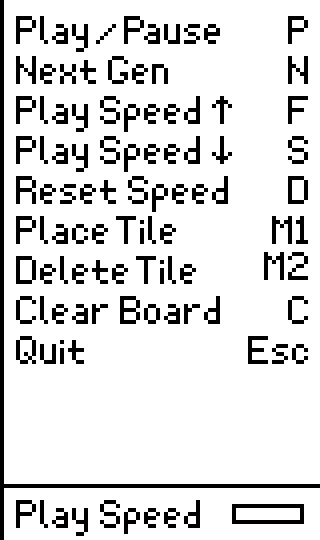 Play/Pause P
Next Gen N
Play Speed ↑ F
Play Speed ↓ S
Reset Speed D
Place Tile M1
Delete Tile M2
Clear Board C
Quit Esc
Play Speed